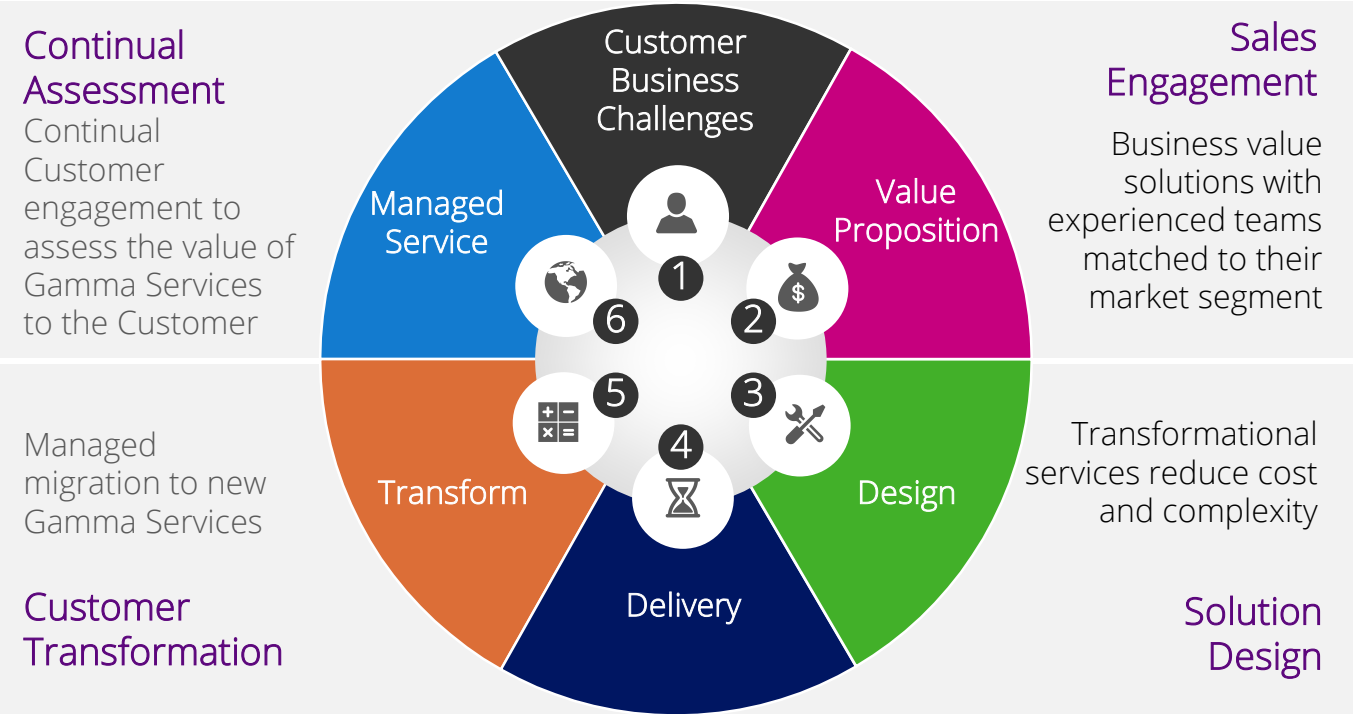 Continual
Assessment
Continual
Customer
engagement to
assess the value of
Gamma Services
to the Customer
Customer
Business
Challenges
Sales
Engagement
Business value
solutions with
experienced teams
matched to their
market segment
Managed
Service
Value
Proposition
$
1
6
2
5
3
4
Managed
migration to new
Gamma Services
Transform
Design
Transformational
services reduce cost
and complexity
Delivery
Customer
Transformation
Solution
Design